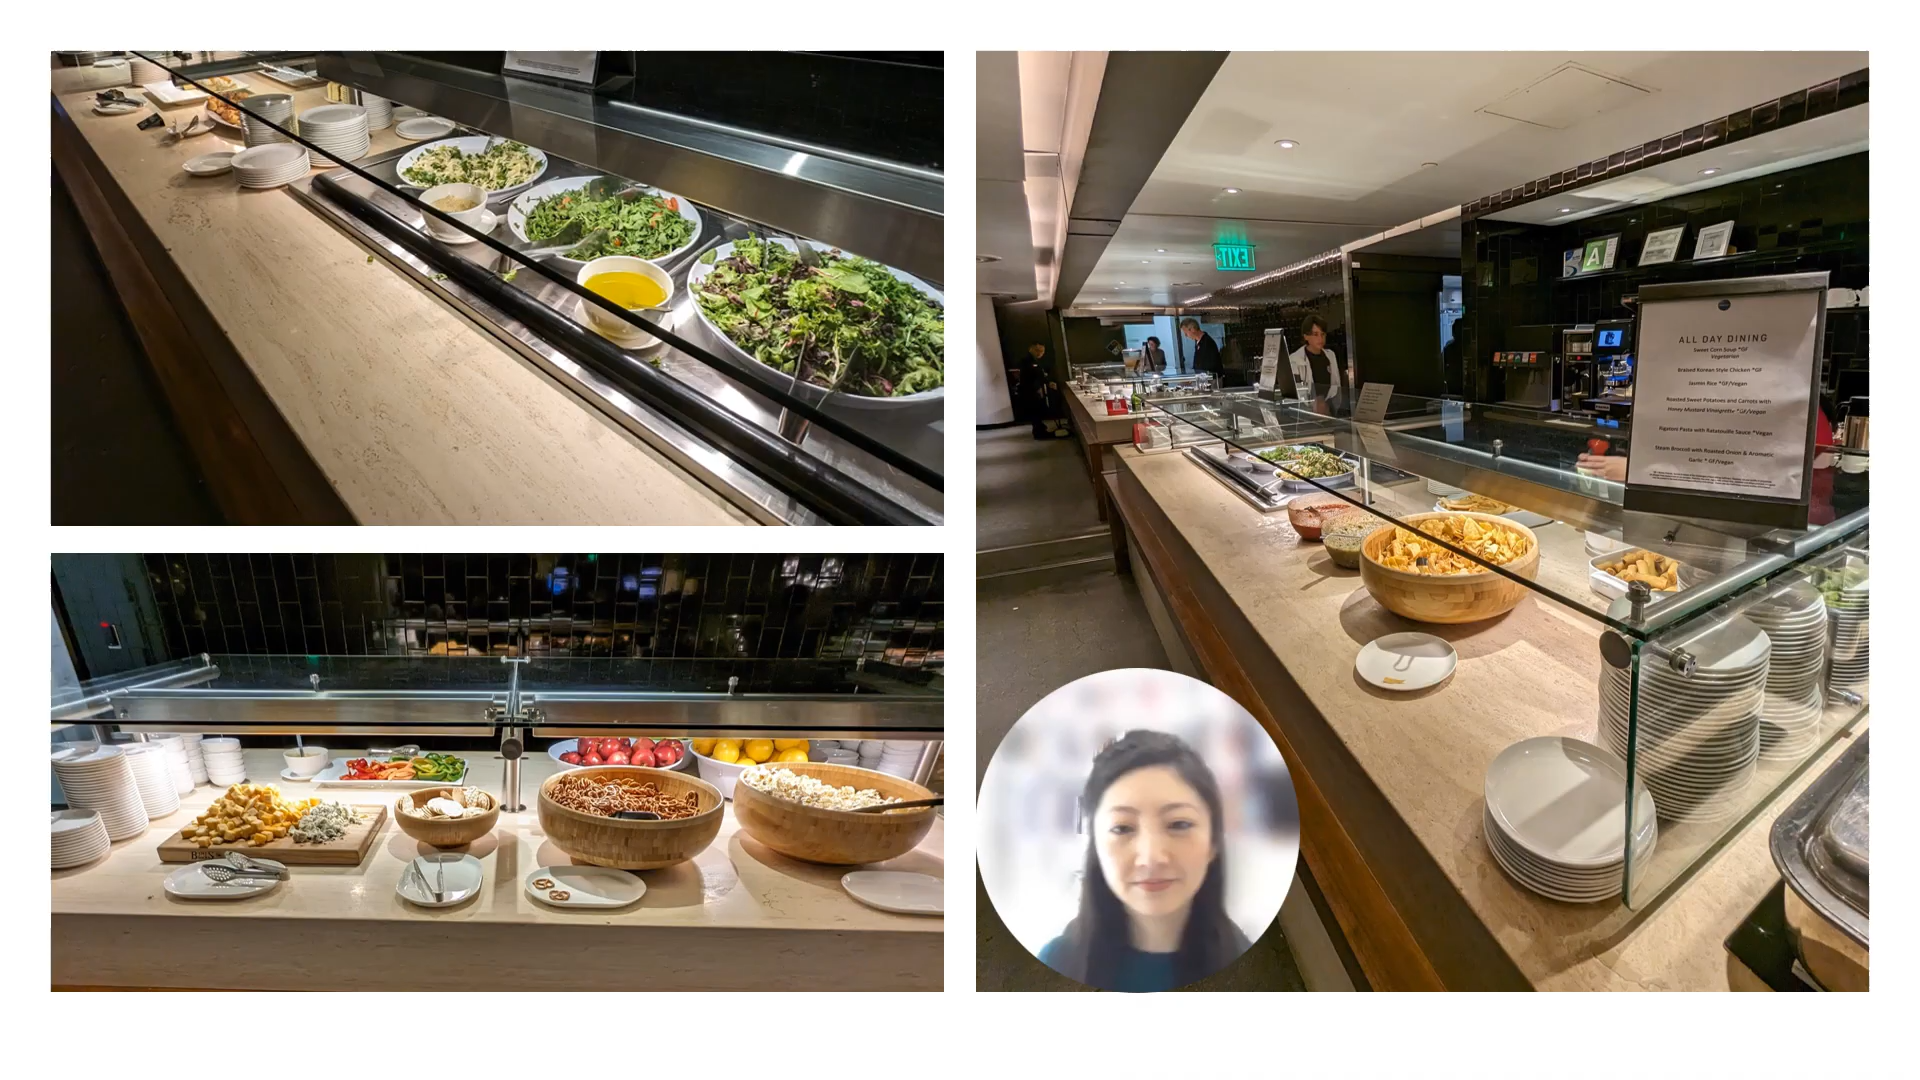 EXIT
A
ALL DAY DINING
Sweet Corn Soup *GF
Vegetarian
Braised Korean Style Chicken *GF
Jasmin Rice *GF/Vegan
Roasted Sweet Potatoes and Carrots with
Honey Mustard Vinaigrette *GF/Vegan
Rigatoni Pasta with Ratatouille Sauce *Vegan
Steam Broccoli with Roasted Onion & Aromatic
Garlic *GF/Vegan